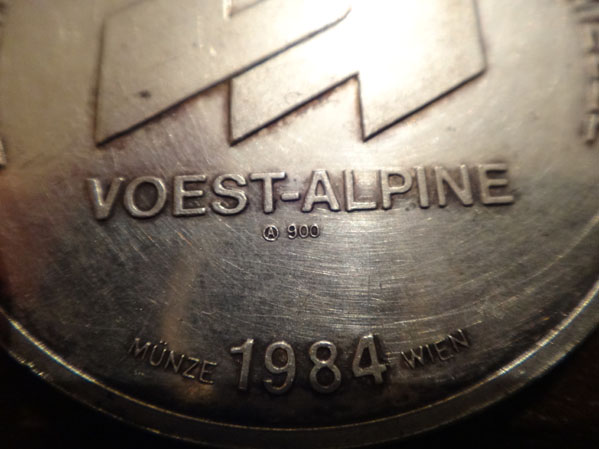 VOEST-ALPINE
Ⓐ 900
MÜNZE 1984 WIEN